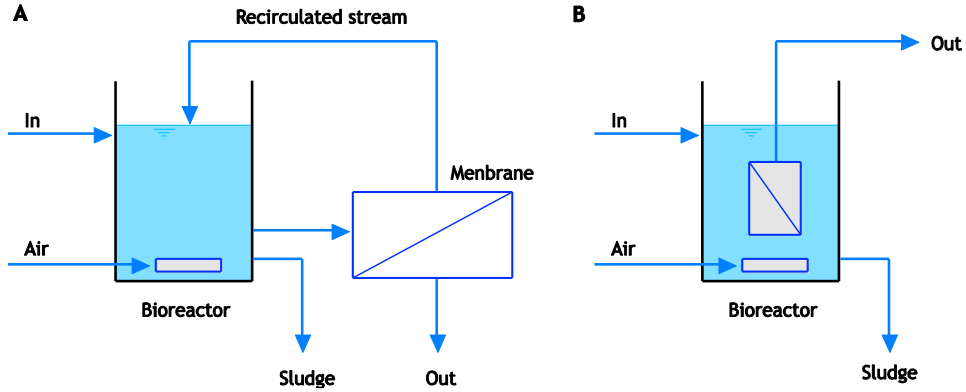 A
Recirculated stream
In
Menbrane
Air
Bioreactor
Sludge
Out
B
Out
In
Air
Bioreactor
Sludge